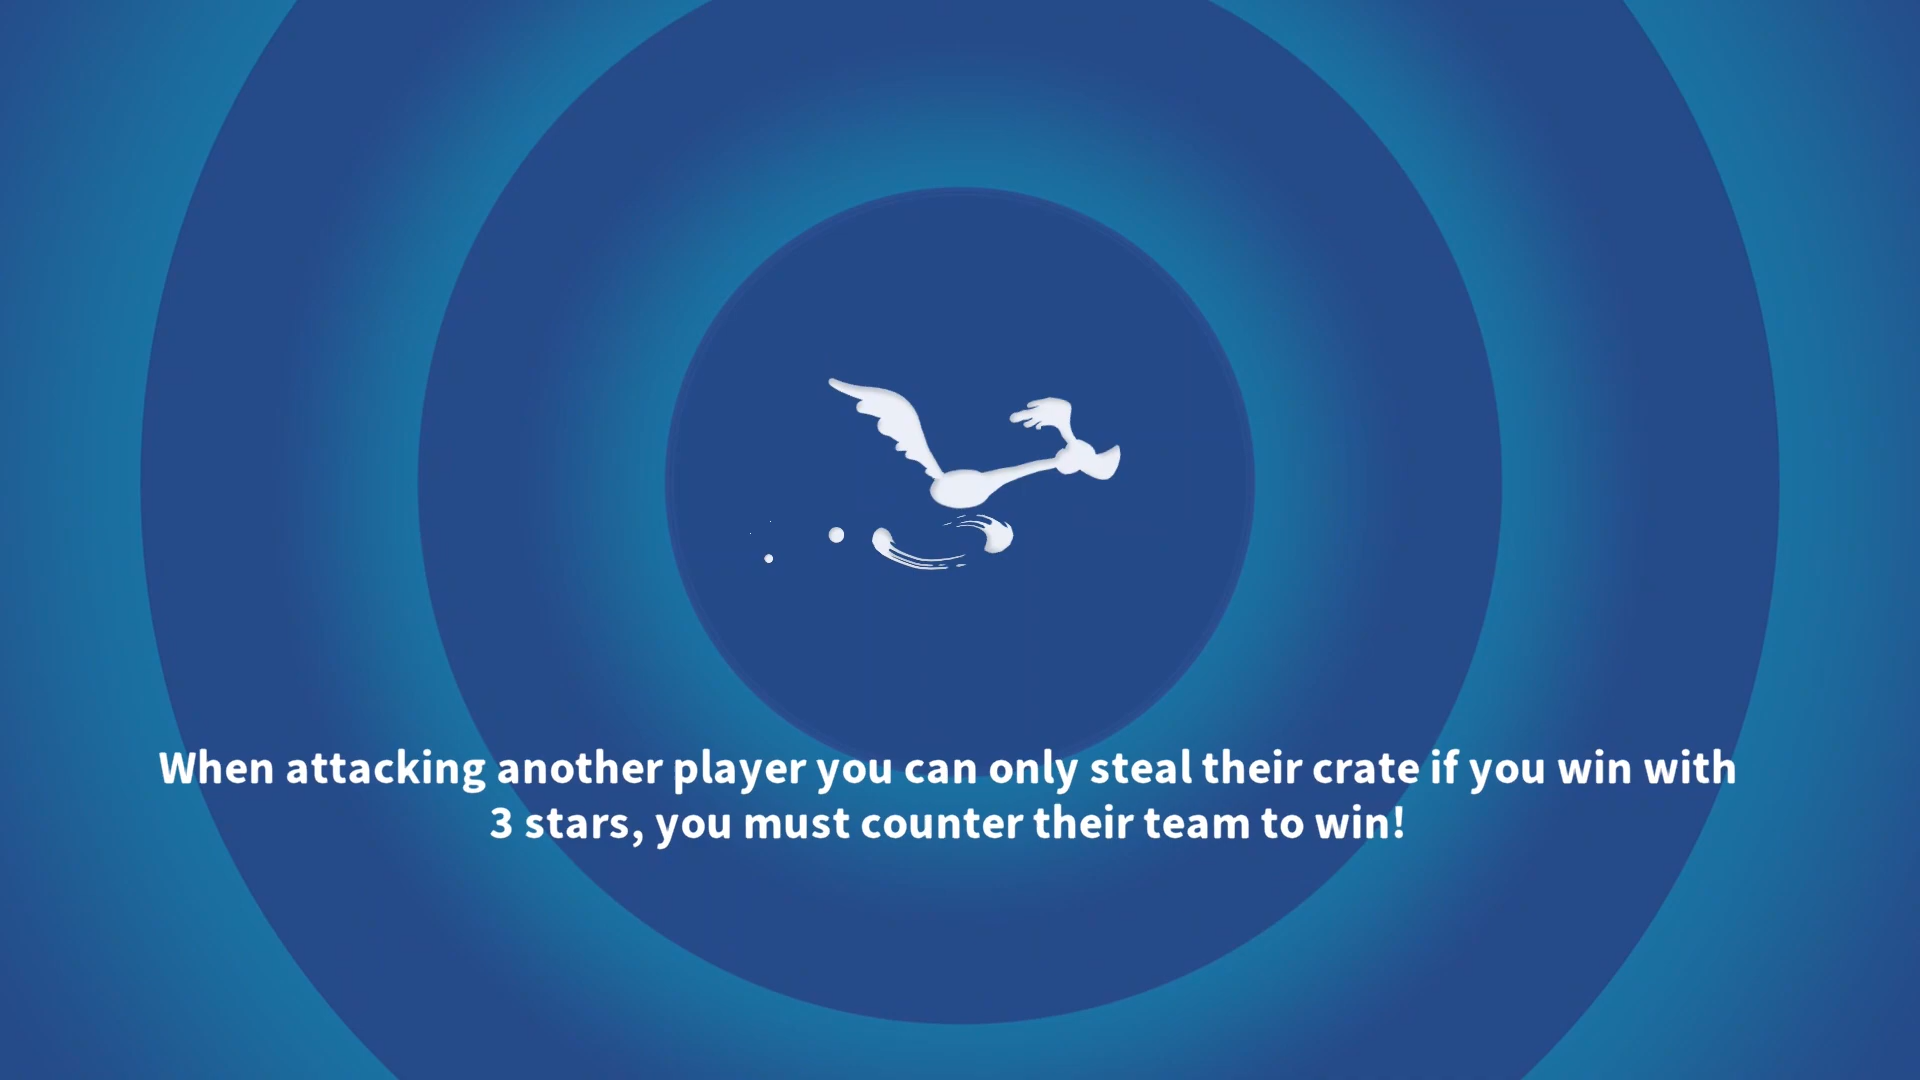 When attacking another player you can only steal their crate if you win with
3 stars, you must counter their team to win!